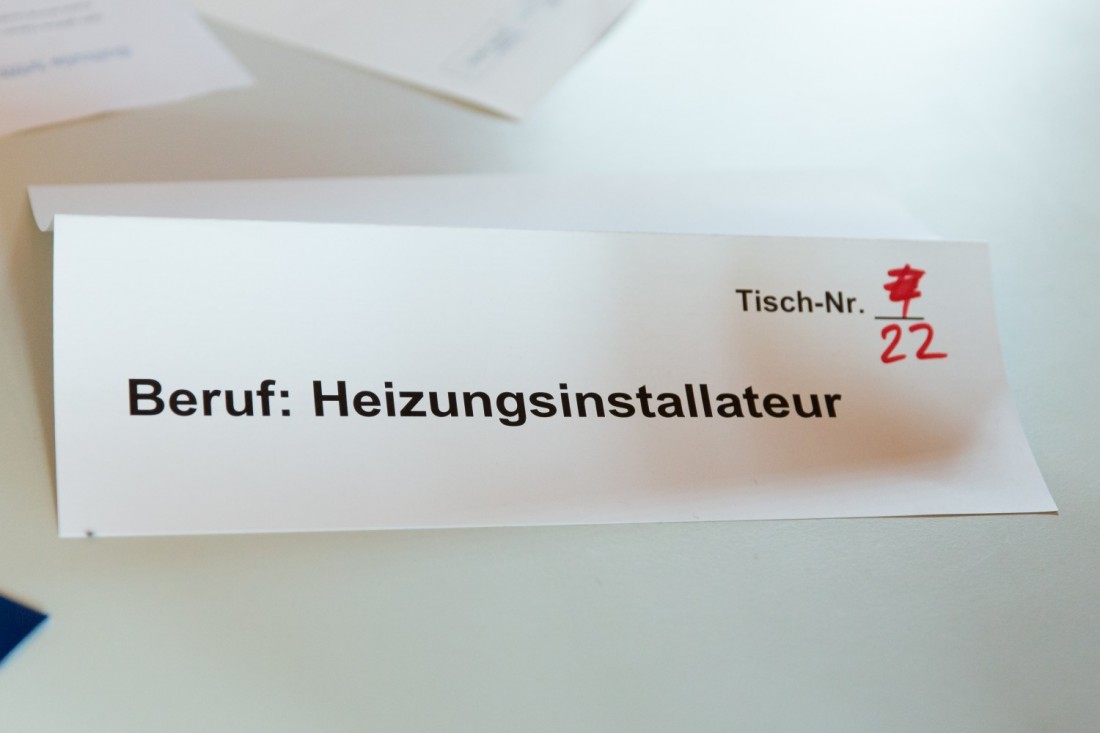 Tisch-Nr.
22
Beruf: Heizungsinstallateur